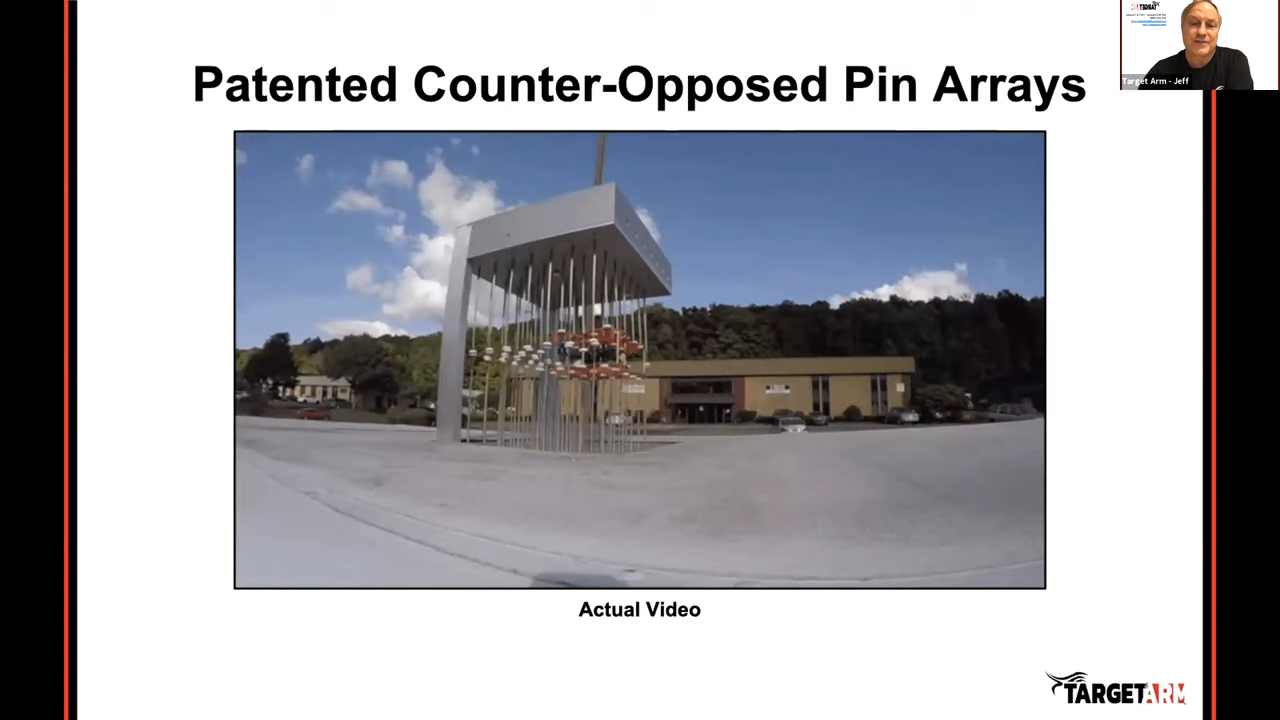 Patented Counter-Opposed Pin Arrays
Target Arm - Jeff
Actual Video
TARGETARM